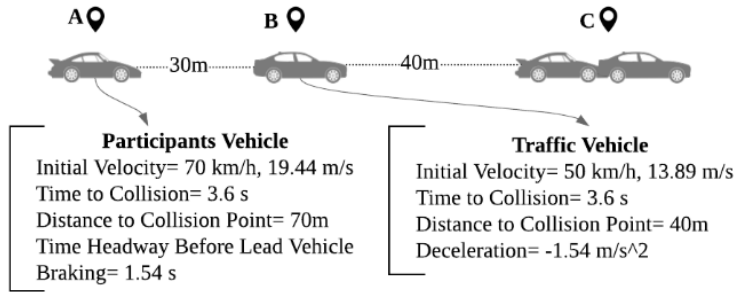 A B C
30m 40m
Participants Vehicle
Initial Velocity= 70 km/h, 19.44 m/s
Time to Collision= 3.6 s
Distance to Collision Point= 70m
Time Headway Before Lead Vehicle
Braking= 1.54 s
Traffic Vehicle
Initial Velocity= 50 km/h, 13.89 m/s
Time to Collision= 3.6 s
Distance to Collision Point= 40m
Deceleration= -1.54 m/s^2